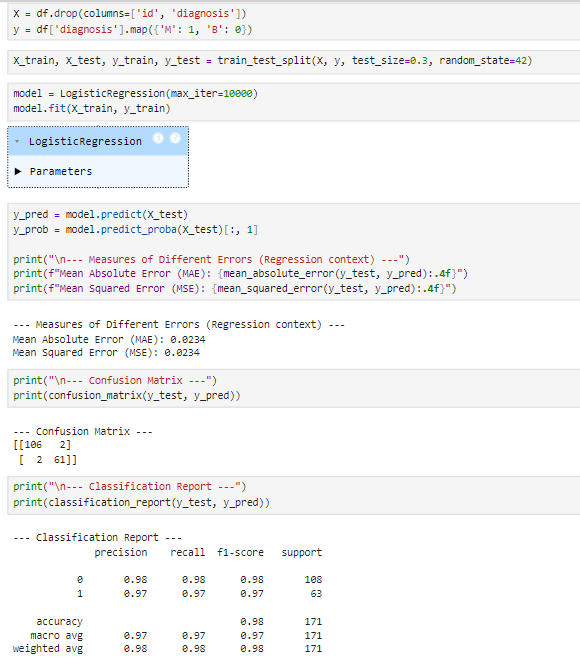 X = df.drop(columns=['id', 'diagnosis'])
y = df['diagnosis'].map({'M': 1, 'B': 0})
X_train, X_test, y_train, y_test = train_test_split(X, y, test_size=0.3, random_state=42)
model = LogisticRegression(max_iter=10000)
model.fit(X_train, y_train)
LogisticRegression
Parameters
y_pred = model.predict(X_test)
y_prob = model.predict_proba(X_test)[:, 1]
print("\n--- Measures of Different Errors (Regression context) ---")
print(f"Mean Absolute Error (MAE): {mean_absolute_error(y_test, y_pred):.4f}")
print(f"Mean Squared Error (MSE): {mean_squared_error(y_test, y_pred):.4f}")
--- Measures of Different Errors (Regression context) ---
Mean Absolute Error (MAE): 0.0234
Mean Squared Error (MSE): 0.0234
print("\n--- Confusion Matrix ---")
print(confusion_matrix(y_test, y_pred))
--- Confusion Matrix ---
[[106   2]
 [  2  61]]
print("\n--- Classification Report ---")
print(classification_report(y_test, y_pred))
--- Classification Report ---
              precision    recall  f1-score   support
           0       0.98      0.98      0.98       108
           1       0.97      0.97      0.97        63
    accuracy                           0.98       171
   macro avg       0.97      0.97      0.97       171
weighted avg       0.98      0.98      0.98       171